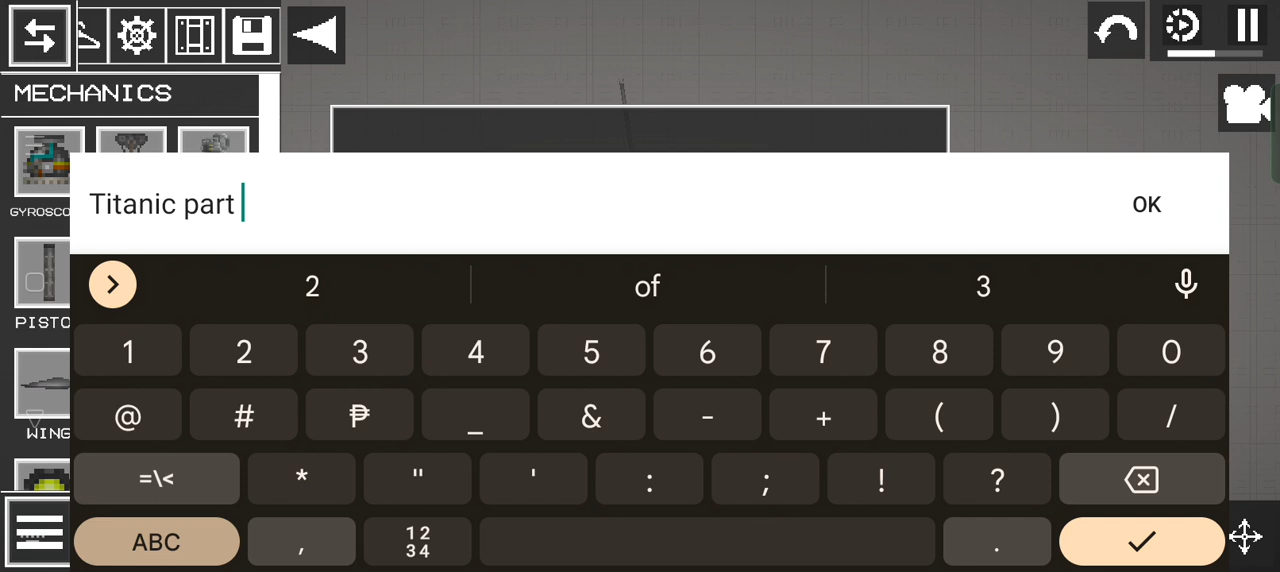 MECHANICS
GYROSCO
PISTO
WING
Titanic part
OK
2 of 3
1 2 3 4 5 6 7 8 9 0
@ # ₱ _ & - + ( ) /
=\< * " ' : ; ! ?
ABC , 12 34 .